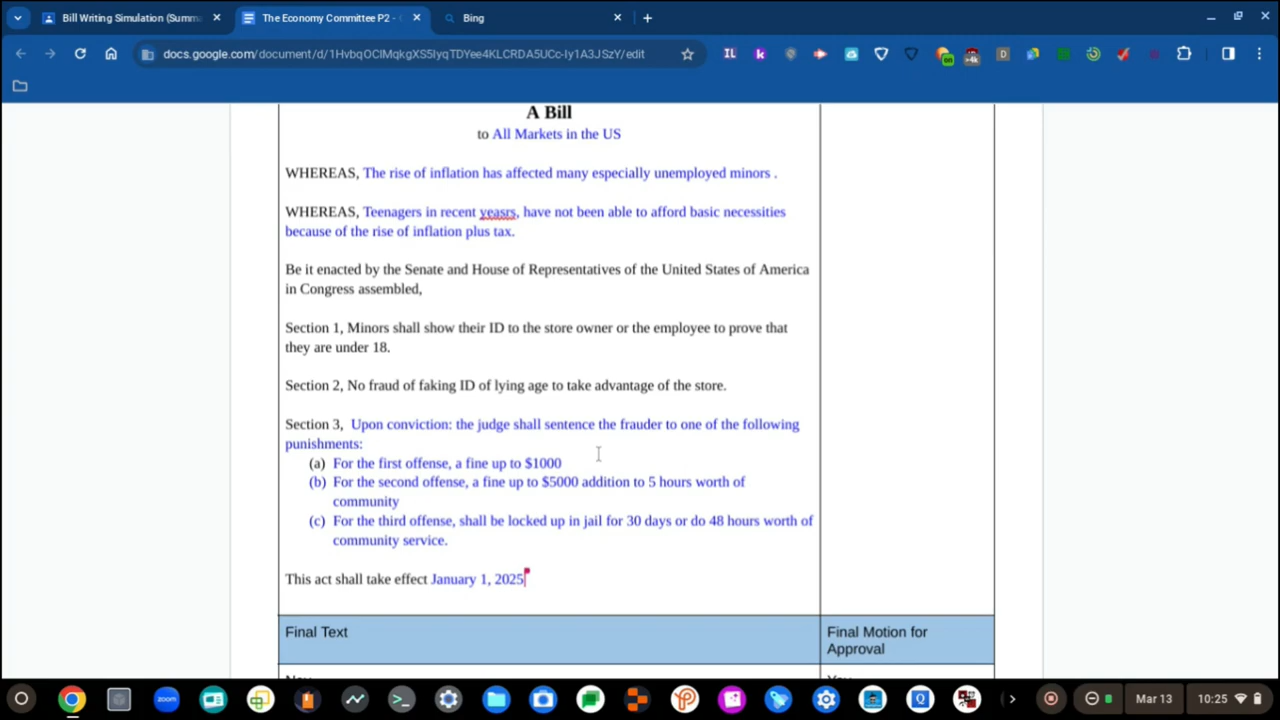 Bill Writing Simulation (Summ
The Economy Committee P2 -
Bing
docs.google.com/document/d/1HvbqOClMqkgXS5IyqTDYee4KLCRDA5UCc-Iy1A3JSzY/edit
A Bill
to All Markets in the US
WHEREAS, The rise of inflation has affected many especially unemployed minors .
WHEREAS, Teenagers in recent yeasrs, have not been able to afford basic necessities
because of the rise of inflation plus tax.
Be it enacted by the Senate and House of Representatives of the United States of America
in Congress assembled,
Section 1, Minors shall show their ID to the store owner or the employee to prove that
they are under 18.
Section 2, No fraud of faking ID of lying age to take advantage of the store.
Section 3, Upon conviction: the judge shall sentence the frauder to one of the following
punishments:
(a) For the first offense, a fine up to $1000
(b) For the second offense, a fine up to $5000 addition to 5 hours worth of
community
(c) For the third offense, shall be locked up in jail for 30 days or do 48 hours worth of
community service.
This act shall take effect January 1, 2025
Final Text
Final Motion for
Approval
zoom
Mar 13
10:25